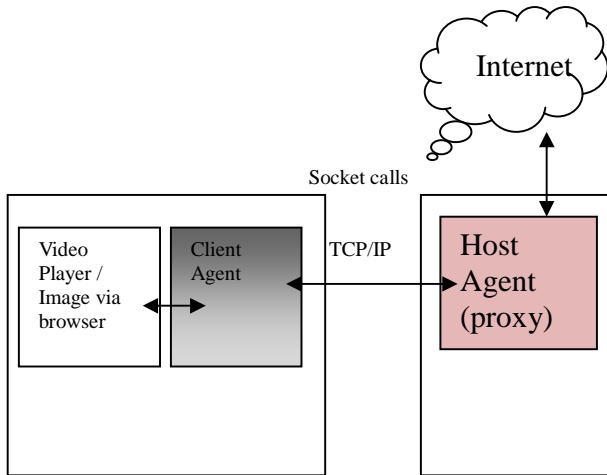 Internet
Socket calls
Video
Player /
Image via
browser
Client
Agent
TCP/IP
Host
Agent
(proxy)